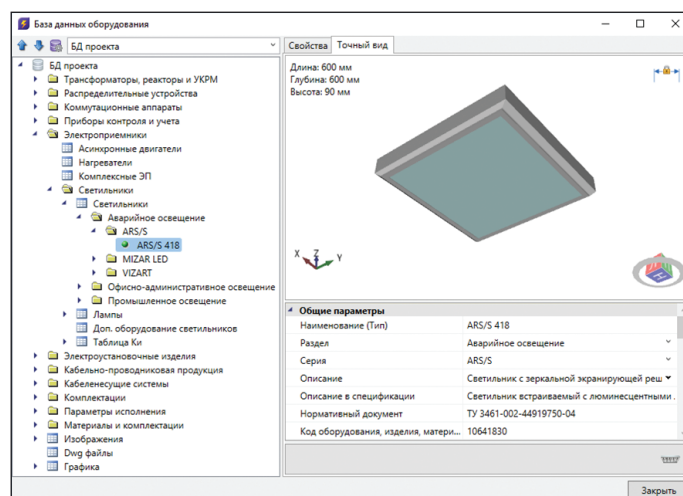 База данных оборудования
БД проекта
БД проекта
Трансформаторы, реакторы и УКРМ
Распределительные устройства
Коммутационные аппараты
Приборы контроля и учета
Электроприемники
Асинхронные двигатели
Нагреватели
Комплексные ЭП
Светильники
Светильники
Аварийное освещение
ARS/S
ARS/S 418
MIZAR LED
VIZART
Офисно-административное освещение
Промышленное освещение
Лампы
Доп. оборудование светильников
Таблица Ки
Электроустановочные изделия
Кабельно-проводниковая продукция
Кабеленесущие системы
Комплектации
Параметры исполнения
Материалы и комплектации
Изображения
Dwg файлы
Графика
Свойства Точный вид
Длина: 600 мм
Глубина: 600 мм
Высота: 90 мм
X Z Y
Общие параметры
Наименование (Тип) ARS/S 418
Раздел Аварийное освещение
Серия ARS/S
Описание Светильник с зеркальной экранирующей реш
Описание в спецификации Светильник встраиваемый с люминесцентными
Нормативный документ ТУ 3461-002-44919750-04
Код оборудования, изделия, матери... 10641830
Закрыть